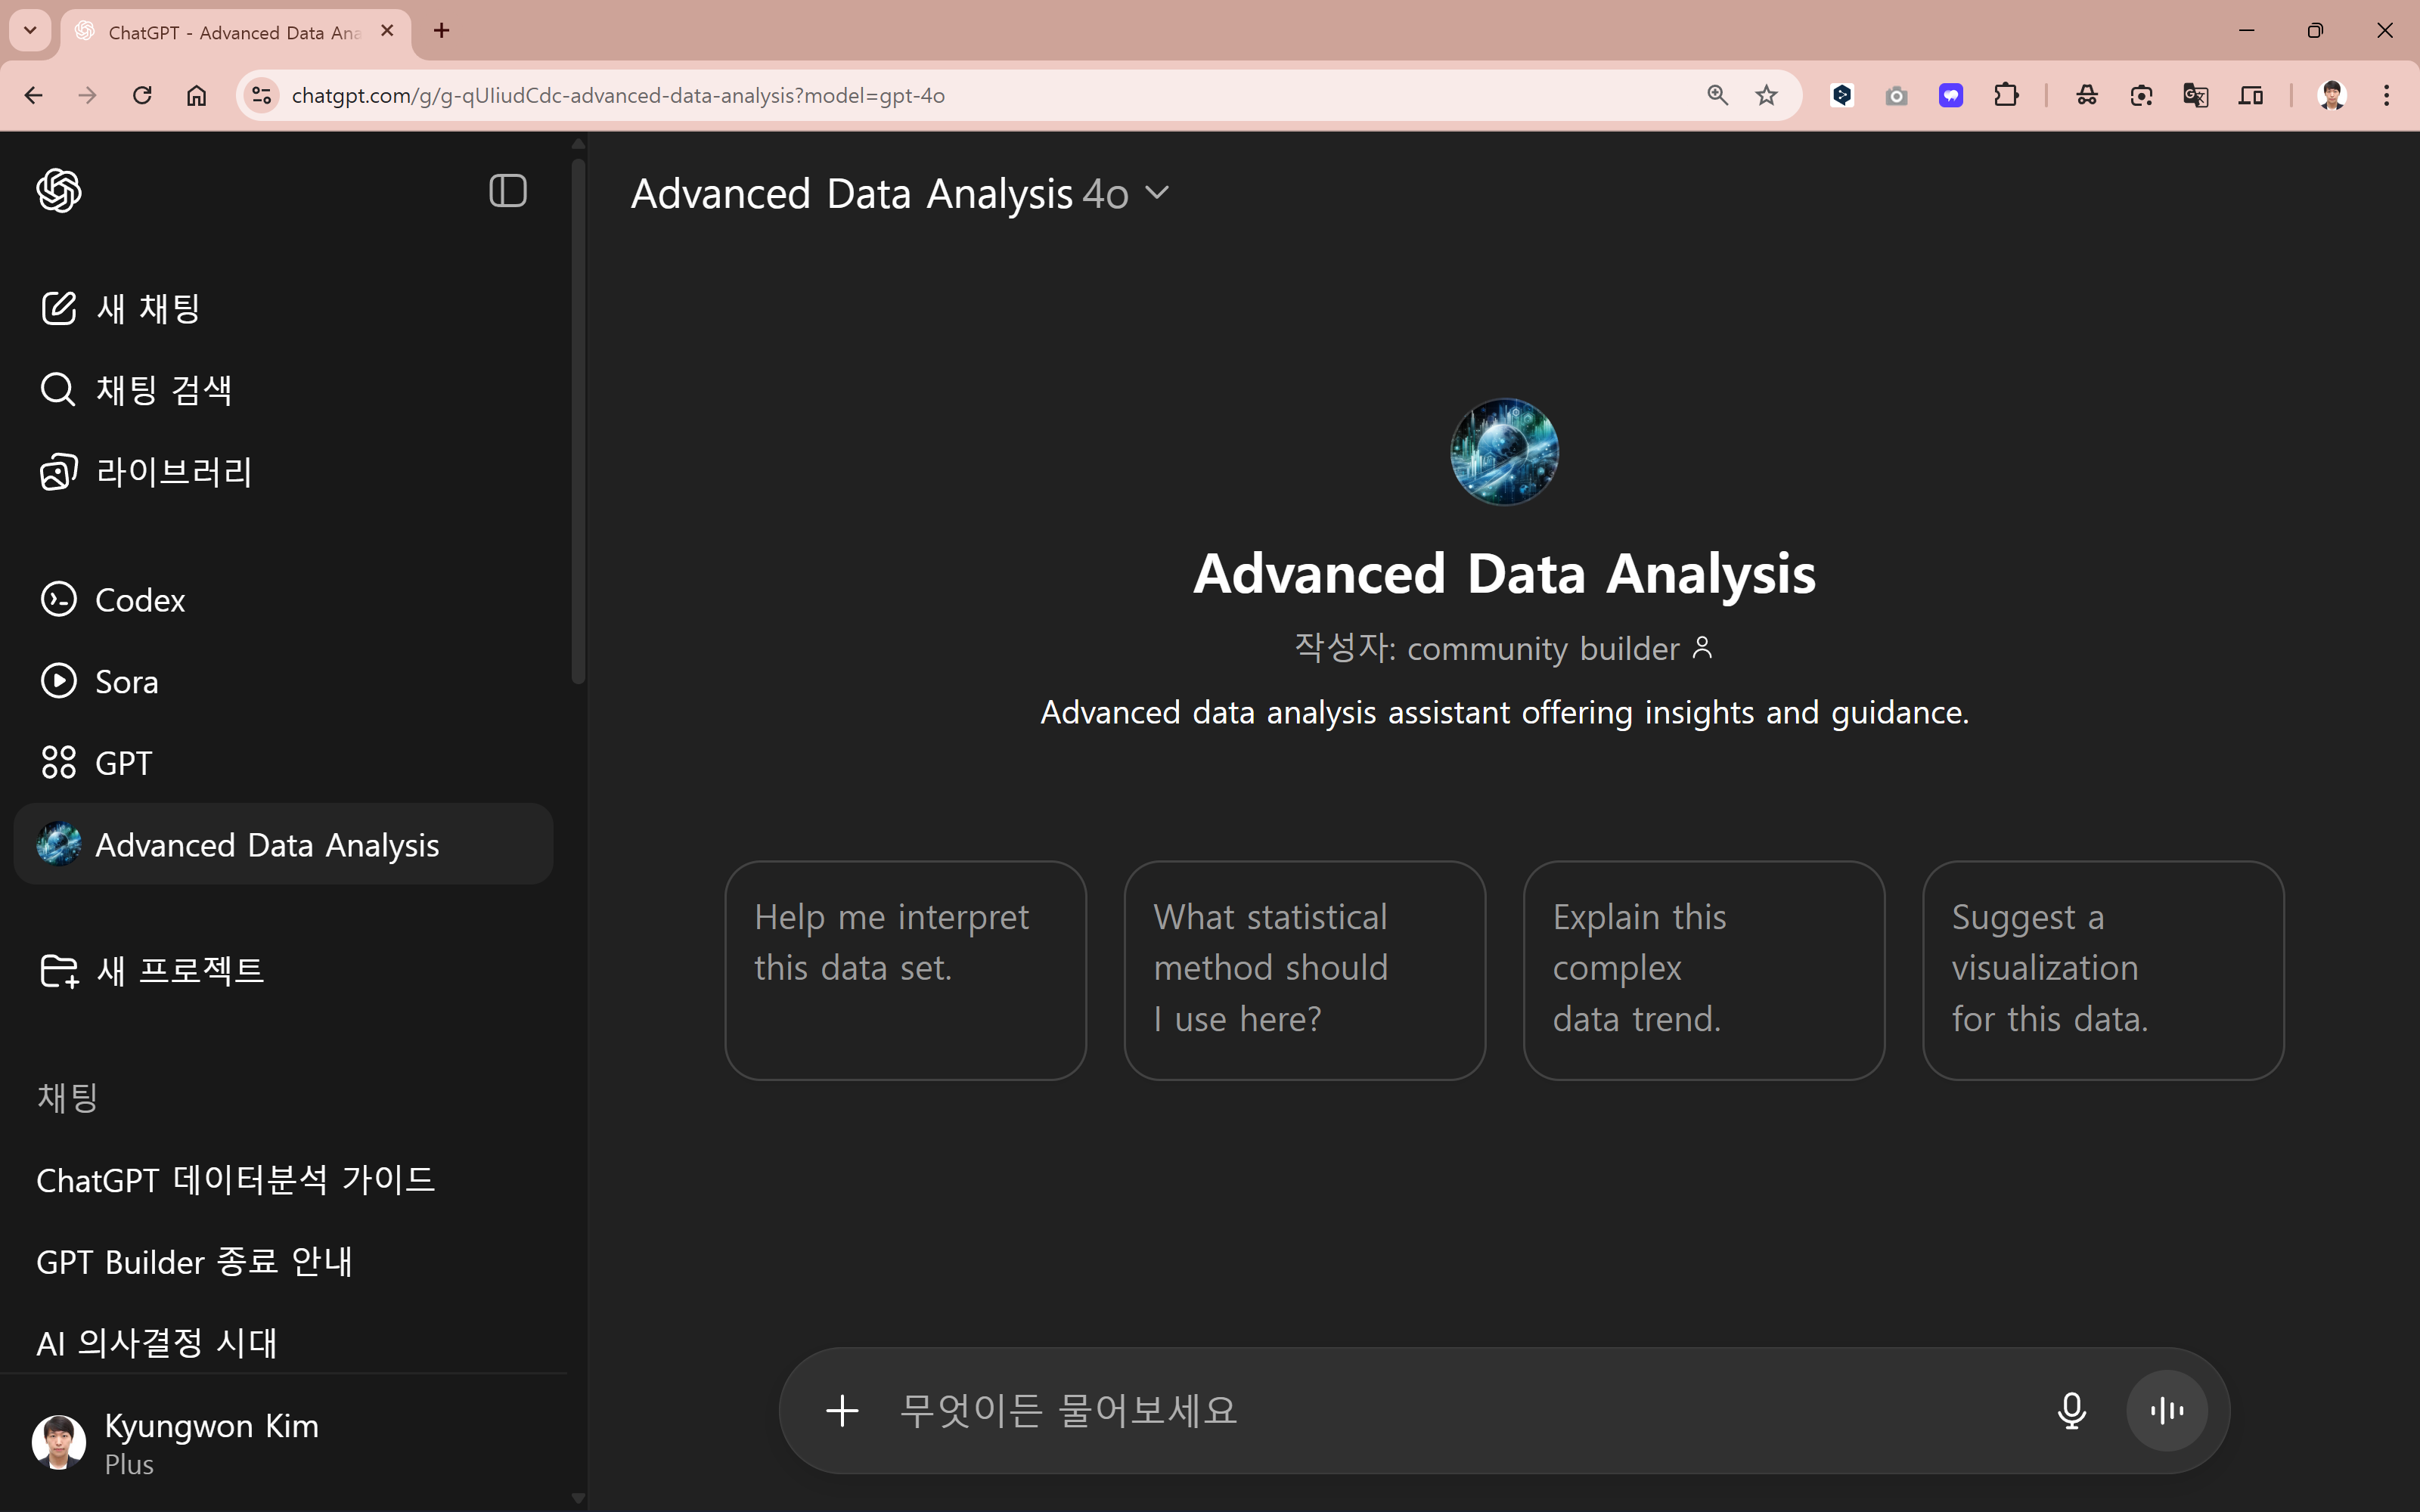 ChatGPT - Advanced Data Ana
chatgpt.com/g/g-qUIiudCdc-advanced-data-analysis?model=gpt-4o
새 채팅
채팅 검색
라이브러리
Codex
Sora
GPT
Advanced Data Analysis
새 프로젝트
채팅
ChatGPT 데이터분석 가이드
GPT Builder 종료 안내
AI 의사결정 시대
Kyungwon Kim
Plus
Advanced Data Analysis 4o
Advanced Data Analysis
작성자: community builder
Advanced data analysis assistant offering insights and guidance.
Help me interpret
this data set.
What statistical
method should
I use here?
Explain this
complex
data trend.
Suggest a
visualization
for this data.
무엇이든 물어보세요